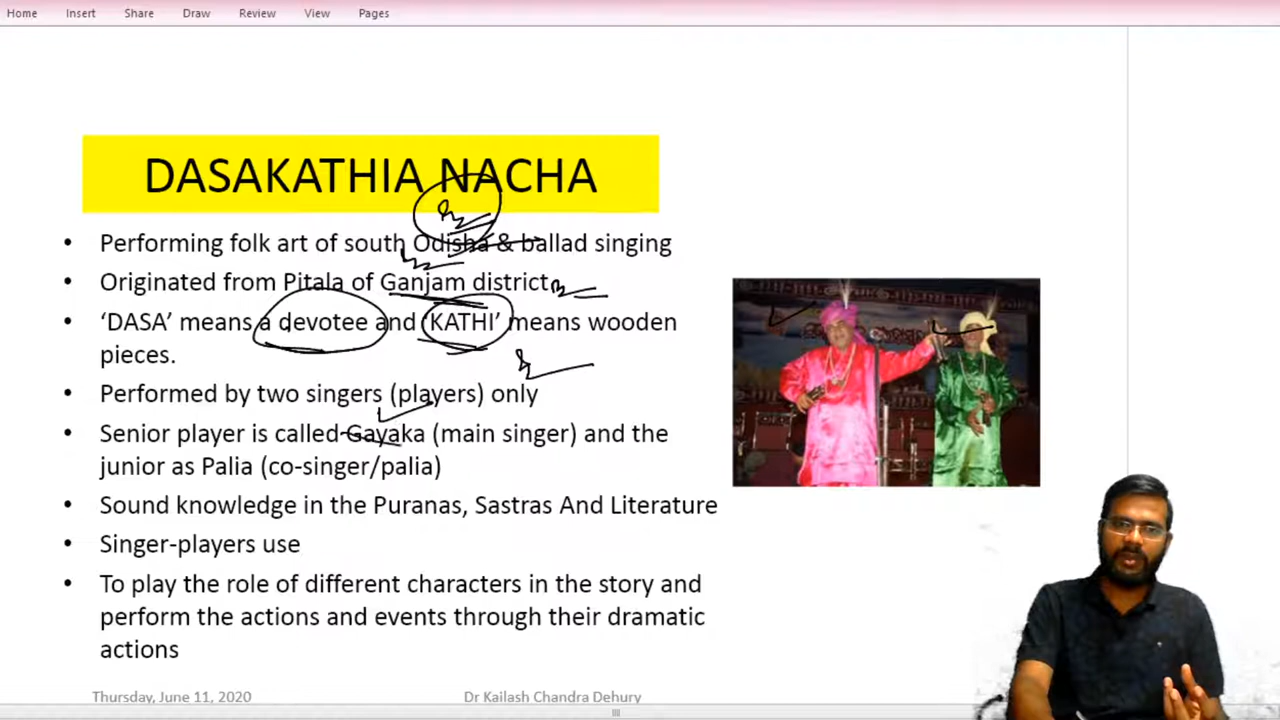 Home Insert Share Draw Review View Pages
DASAKATHIA NACHA
• Performing folk art of south Odisha & ballad singing
• Originated from Pitala of Ganjam district
• ‘DASA’ means a devotee and ‘KATHI’ means wooden
pieces.
• Performed by two singers (players) only
• Senior player is called Gayaka (main singer) and the
junior as Palia (co-singer/palia)
• Sound knowledge in the Puranas, Sastras And Literature
• Singer-players use
• To play the role of different characters in the story and
perform the actions and events through their dramatic
actions
Thursday, June 11, 2020 Dr Kailash Chandra Dehury